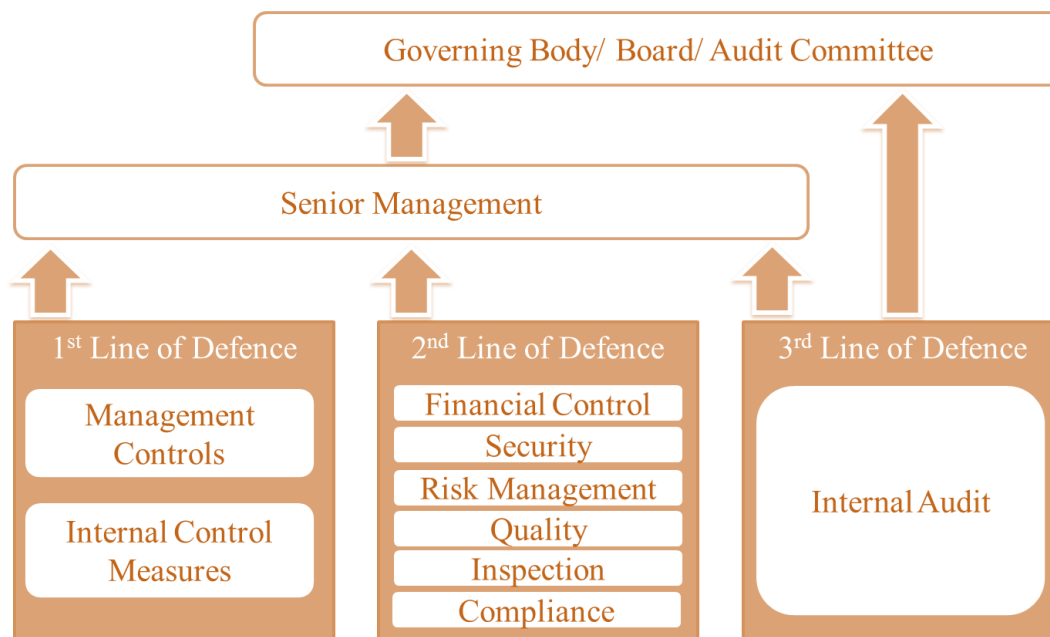 Governing Body/ Board/ Audit Committee
Senior Management
1st Line of Defence
Management
Controls
Internal Control
Measures
2nd Line of Defence
Financial Control
Security
Risk Management
Quality
Inspection
Compliance
3rd Line of Defence
Internal Audit